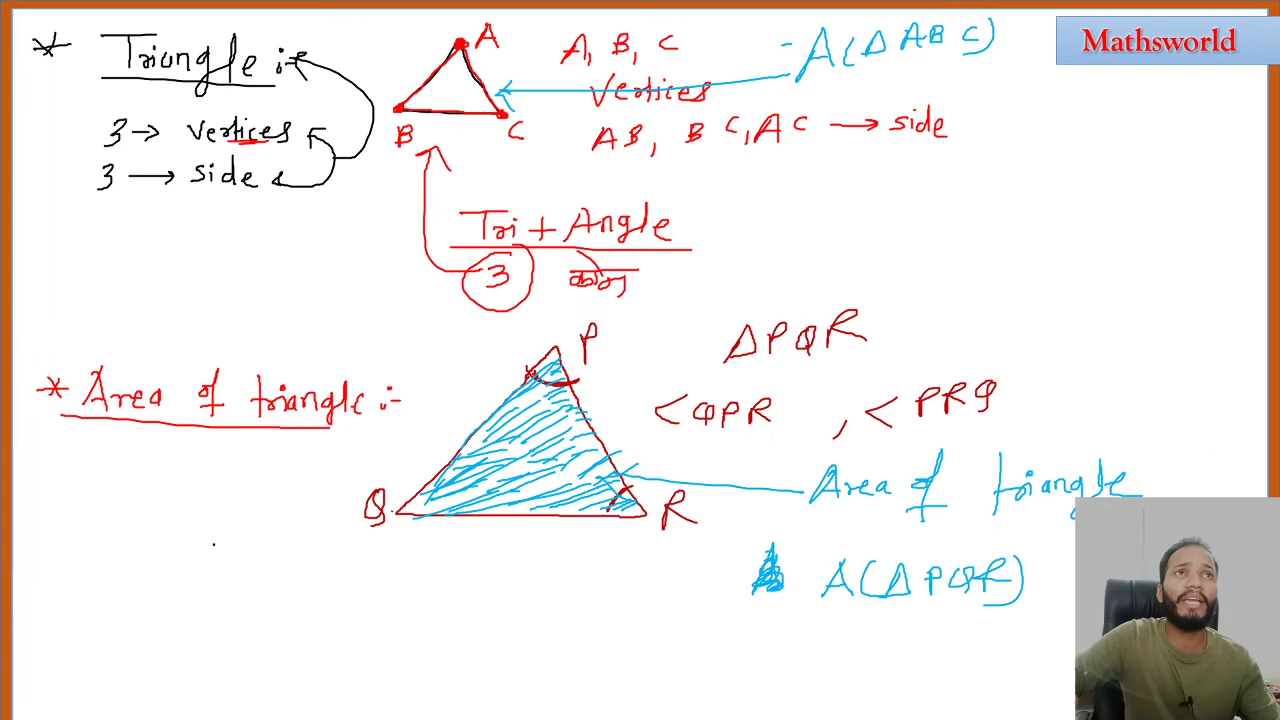 Mathsworld
* Triangle :-
3 → vertices
3 → side
A
B
C
A, B, C
vertices
AB, BC, AC → side
A(Δ ABC)
Tri + Angle
3
* Area of triangle :-
P
Q
R
Δ PQR
< QPR , < PRQ
Area of triangle
A(Δ PQR)